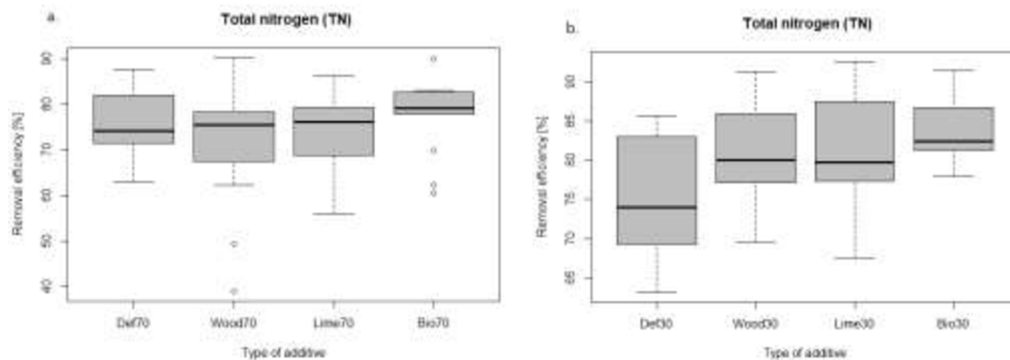 a.
Total nitrogen (TN)
Removal efficiency [%]
90
80
70
60
50
40
Def70 Wood70 Lime70 Bio70
Type of additive
b.
Total nitrogen (TN)
Removal efficiency [%]
90
85
80
75
70
65
Def30 Wood30 Lime30 Bio30
Type of additive